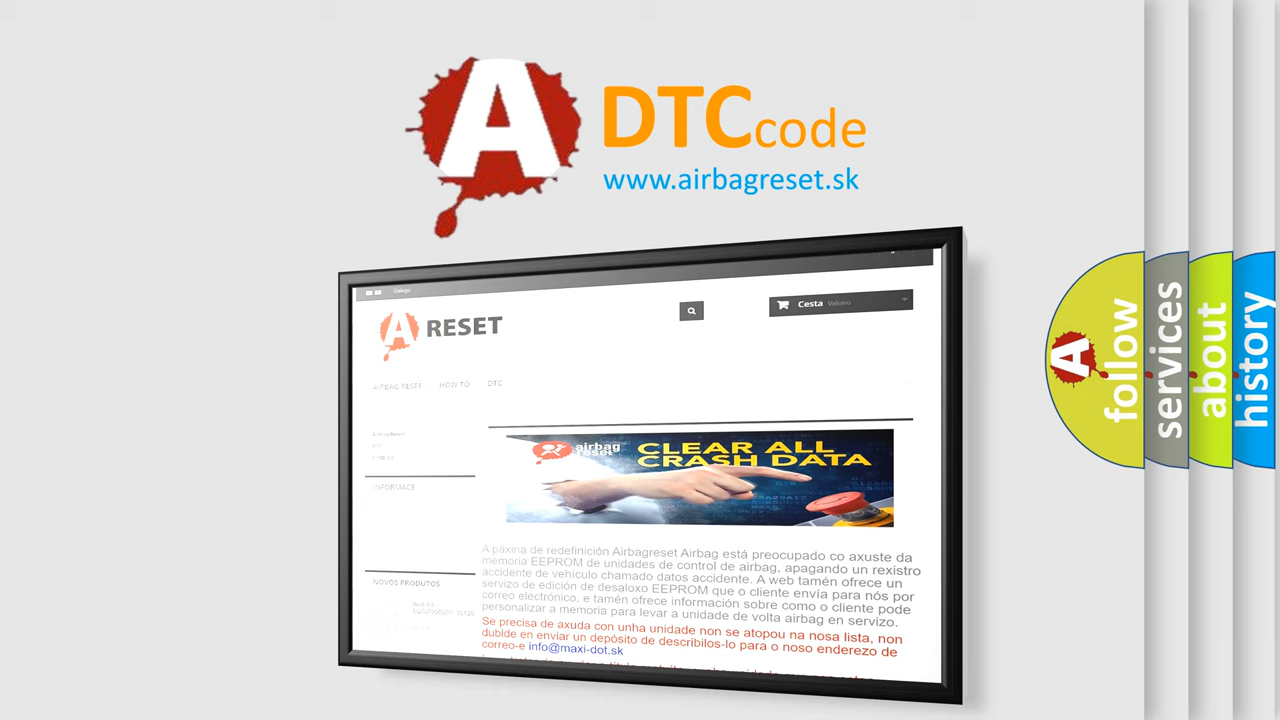 A DTCcode
www.airbagreset.sk
Galego
A RESET
Cesta Valeiro
AIRBAG RESET HOW TO DTC
INFORMACE
NOVOS PRODUTOS
airbag
reset
CLEAR ALL
CRASH DATA
A páxina de redefinición Airbagreset Airbag está preocupado co axuste da
memoria EEPROM de unidades de control de airbag, apagando un rexistro
accidente de vehículo chamado datos accidente. A web tamén ofrece un
servizo de edición de desaloxo EEPROM que o cliente envía para nós por
correo electrónico, e tamén ofrece información sobre como o cliente pode
personalizar a memoria para levar a unidade de volta airbag en servizo.
Se precisa de axuda con unha unidade non se atopou na nosa lista, non
dubide en enviar un depósito de describilos-lo para o noso enderezo de
correo-e info@maxi-dot.sk
A follow
services
about
history